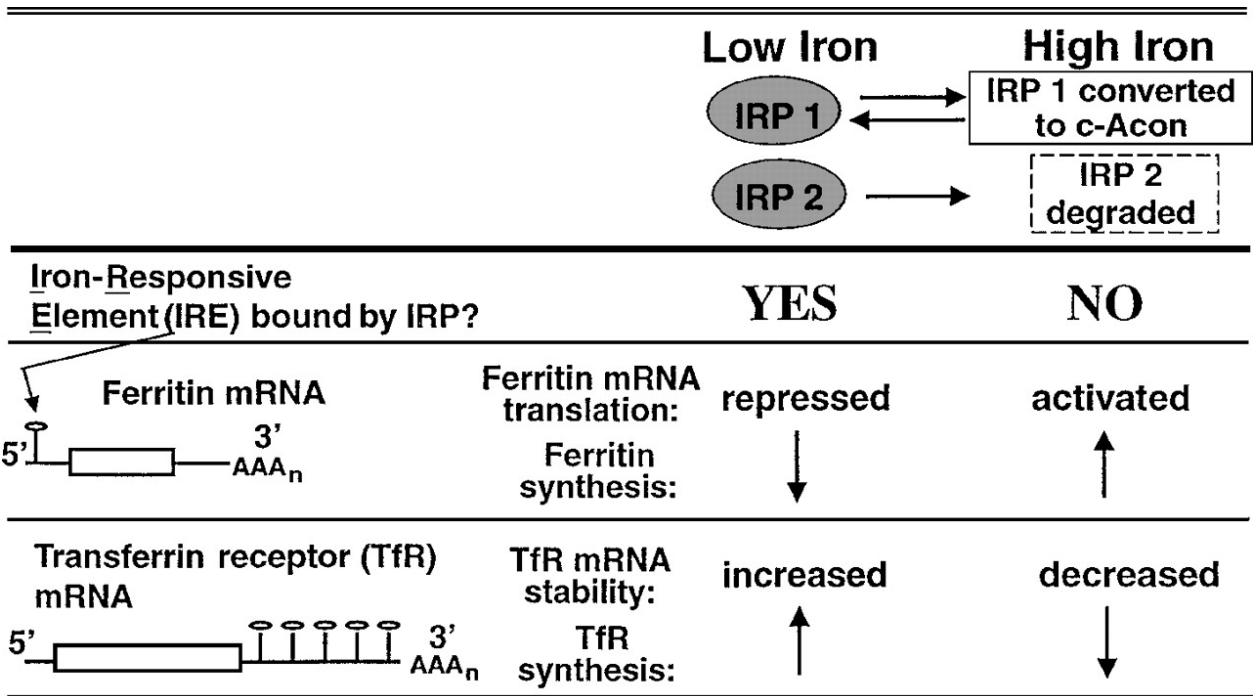 Low Iron
High Iron
IRP 1
IRP 1 converted
to c-Acon
IRP 2
IRP 2
degraded
Iron-Responsive
Element (IRE) bound by IRP?
YES
NO
Ferritin mRNA
5’
3’
AAAn
Ferritin mRNA
translation:
repressed
activated
Ferritin
synthesis:
Transferrin receptor (TfR)
mRNA
5’
3’
AAAn
TfR mRNA
stability:
increased
decreased
TfR
synthesis: